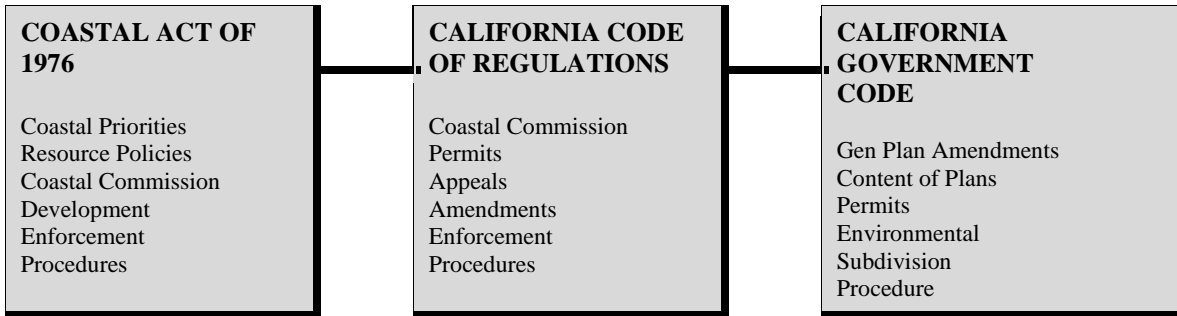 COASTAL ACT OF
1976
Coastal Priorities
Resource Policies
Coastal Commission
Development
Enforcement
Procedures
CALIFORNIA CODE
OF REGULATIONS
Coastal Commission
Permits
Appeals
Amendments
Enforcement
Procedures
CALIFORNIA
GOVERNMENT
CODE
Gen Plan Amendments
Content of Plans
Permits
Environmental
Subdivision
Procedure